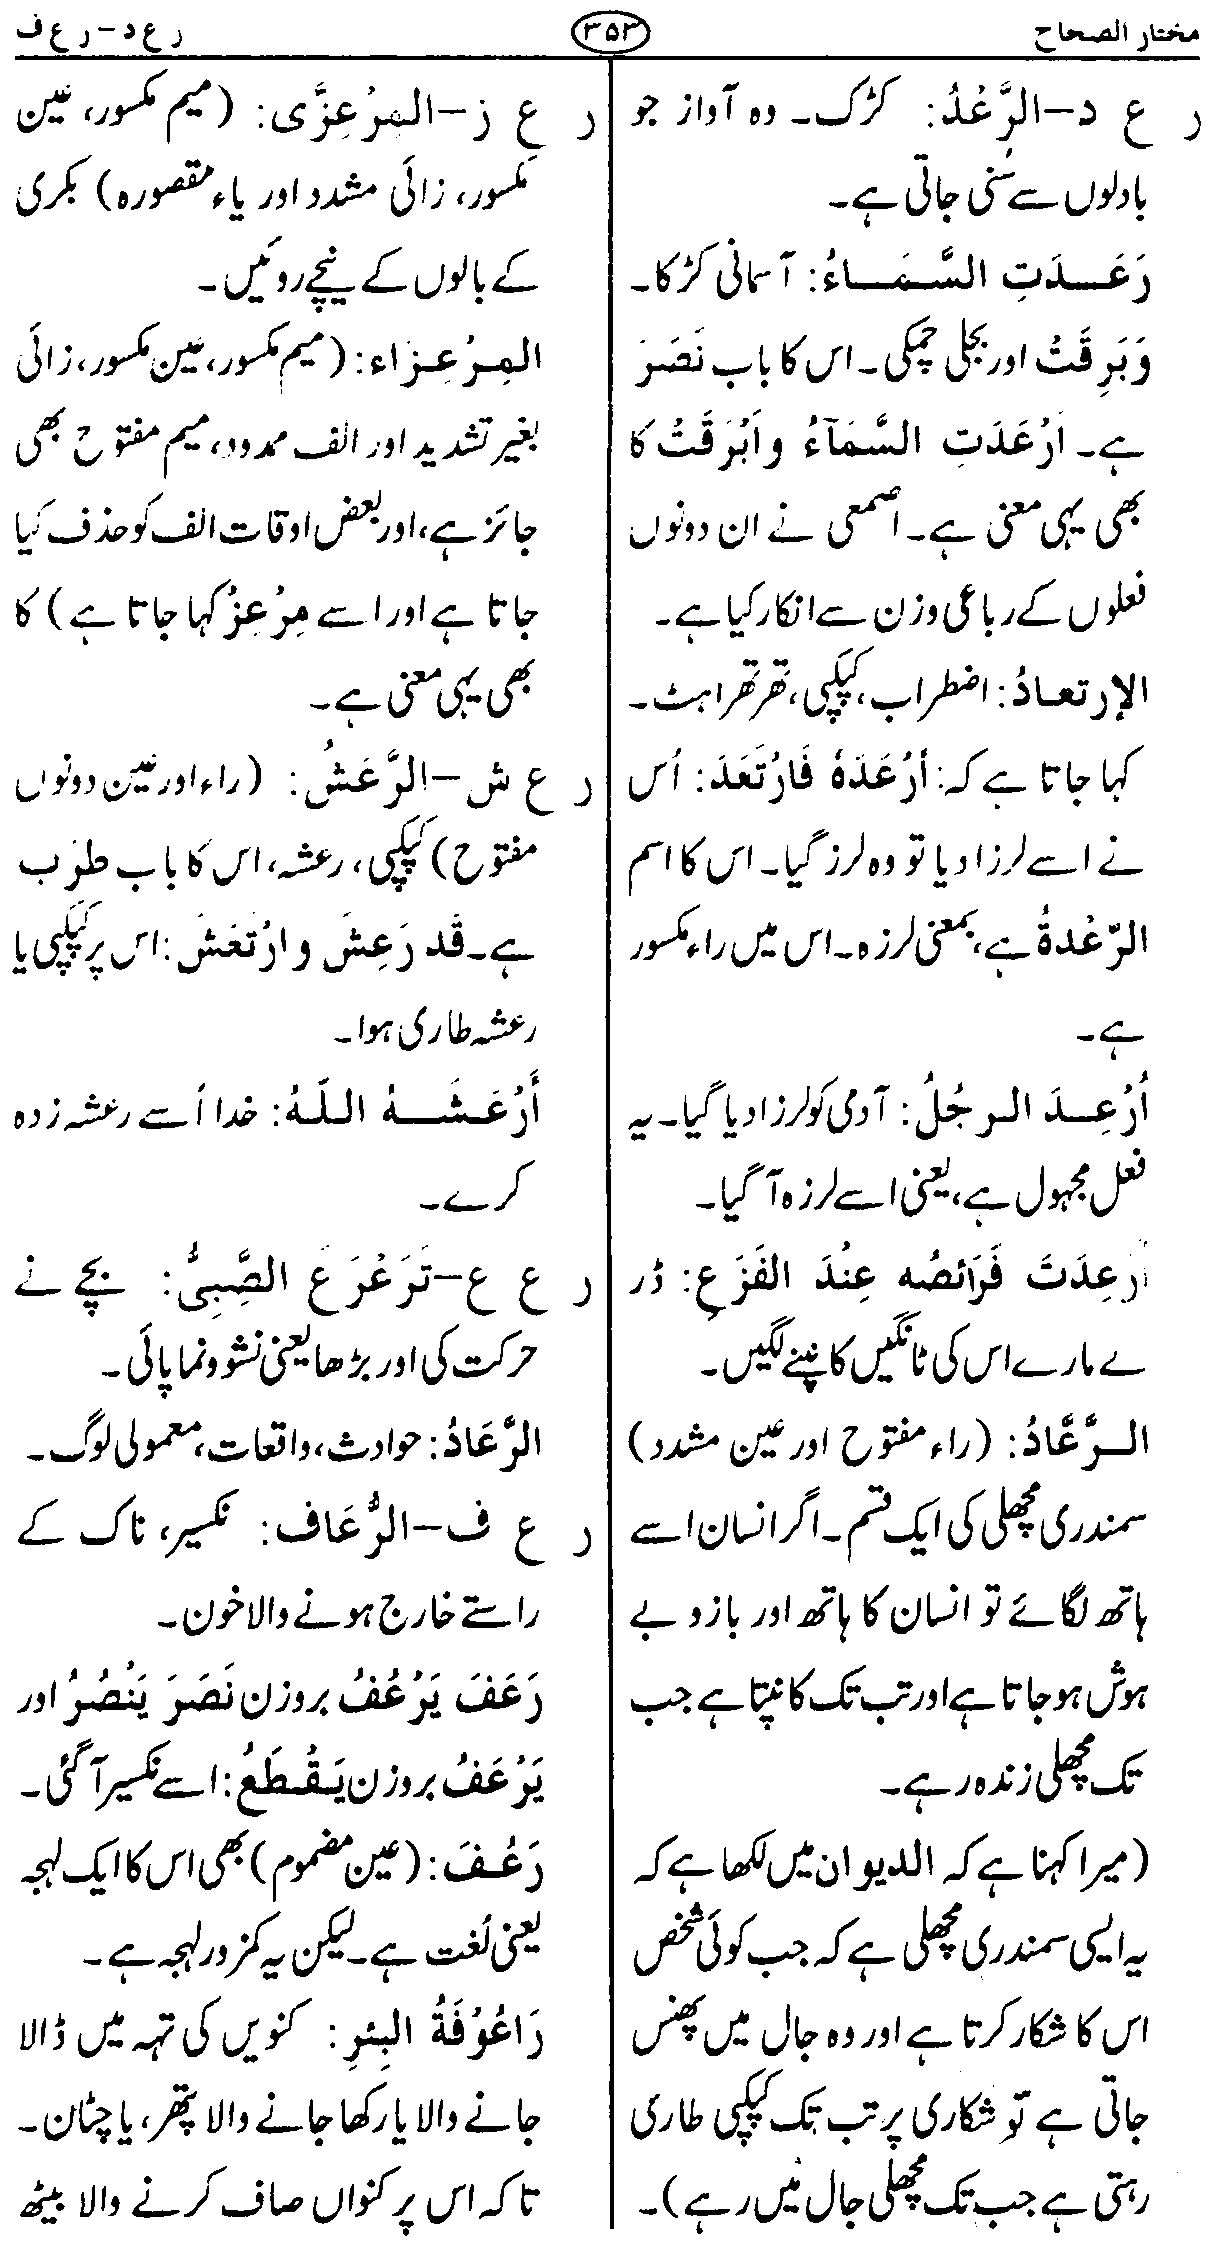 مختار الصحاح
۳۵۳
ر ع د – ر ع ف
ر ع د–الرَّعْدُ: کڑک۔ وہ آواز جو
بادلوں سے سُنی جاتی ہے۔
رَعَدَتِ السَّمَاءُ: آسمانی کڑکا۔
وَبَرِقَتْ اور بجلی چمکی۔ اس کا باب نَصَرَ
ہے۔ اَرْعَدَتِ السَّمَآءُ و اَبْرَقَتْ کا
بھی یہی معنی ہے۔ اصمعی نے ان دونوں
فعلوں کے رباعی وزن سے انکار کیا ہے۔
الإرتعادُ: اضطراب، کپکپی، تھرتھراہٹ۔
کہا جاتا ہے کہ: أرْعَدَہٗ فَارْتَعَدَ: اُس
نے اسے لرزا دیا تو وہ لرز گیا۔ اس کا اسم
الرّعْدةُ ہے، بمعنی لرزہ۔ اس میں راء مکسور
ہے۔
اُرْعِدَ الرجُلُ: آدمی کو لرزا دیا گیا۔ یہ
فعل مجہول ہے، یعنی اسے لرزہ آ گیا۔
اُرْعِدَتَ فَرَائصُه عِنْدَ الفَزَعِ: ڈر
ے مارے اس کی ٹانگیں کانپنے لگیں۔
الرَّعَّادُ: (راء مفتوح اور عین مشدد)
سمندری مچھلی کی ایک قسم۔ اگر انسان اسے
ہاتھ لگائے تو انسان کا ہاتھ اور بازو بے
ہوش ہو جاتا ہے اور تب تک کانپتا ہے جب
تک مچھلی زندہ رہے۔
(میرا کہنا ہے کہ الدیوان میں لکھا ہے کہ
یہ ایسی سمندری مچھلی ہے کہ جب کوئی شخص
اس کا شکار کرتا ہے اور وہ جال میں پھنس
جاتی ہے تو شکاری پر تب تک کپکپی طاری
رہتی ہے جب تک مچھلی جال میں رہے)۔
ر ع ز–المِرْعِزَّی: (میم مکسور، عین
مکسور، زائی مشدد اور یاء مقصورہ) بکری
کے بالوں کے نیچے روئیں۔
المِرْعِزَاء: (میم مکسور، عین مکسور، زائی
بغیر تشدید اور الف ممدود، میم مفتوح بھی
جائز ہے، اور بعض اوقات الف کو حذف کیا
جاتا ہے اور اسے مِرْعِزْ کہا جاتا ہے) کا
بھی یہی معنی ہے۔
ر ع ش–الرَّعَشُ: (راء اور عین دونوں
مفتوح) کپکپی، رعشہ، اس کا باب طرَب
ہے۔ قَد رَعِشَ وارْتَعَشَ: اس پر کپکپی یا
رعشہ طاری ہوا۔
أَرْعَشَهُ اللّهُ: خدا اُسے رعشہ زدہ
کرے۔
ر ع ع–تَرَعْرَعَ الصَّبِیُّ: بچے نے
حرکت کی اور بڑھا یعنی نشوونما پائی۔
الرَّعَادُ: حوادث، واقعات، معمولی لوگ۔
ر ع ف–الرُّعَاف: نکسیر، ناک کے
راستے خارج ہونے والا خون۔
رَعَفَ یَرْعُفُ بروزن نَصَرَ یَنْصُرُ اور
یَرْعَفُ بروزن یَقْطَعُ: اسے نکسیر آ گئی۔
رَعُفَ: (عین مضموم) بھی اس کا ایک لہجہ
یعنی لُغت ہے۔ لیکن یہ کمزور لہجہ ہے۔
رَاعُوْفَةُ البِئرِ: کنویں کی تہہ میں ڈالا
جانے والا یا رکھا جانے والا پتھر، یا چٹان۔
تا کہ اس پر کنواں صاف کرنے والا بیٹھ